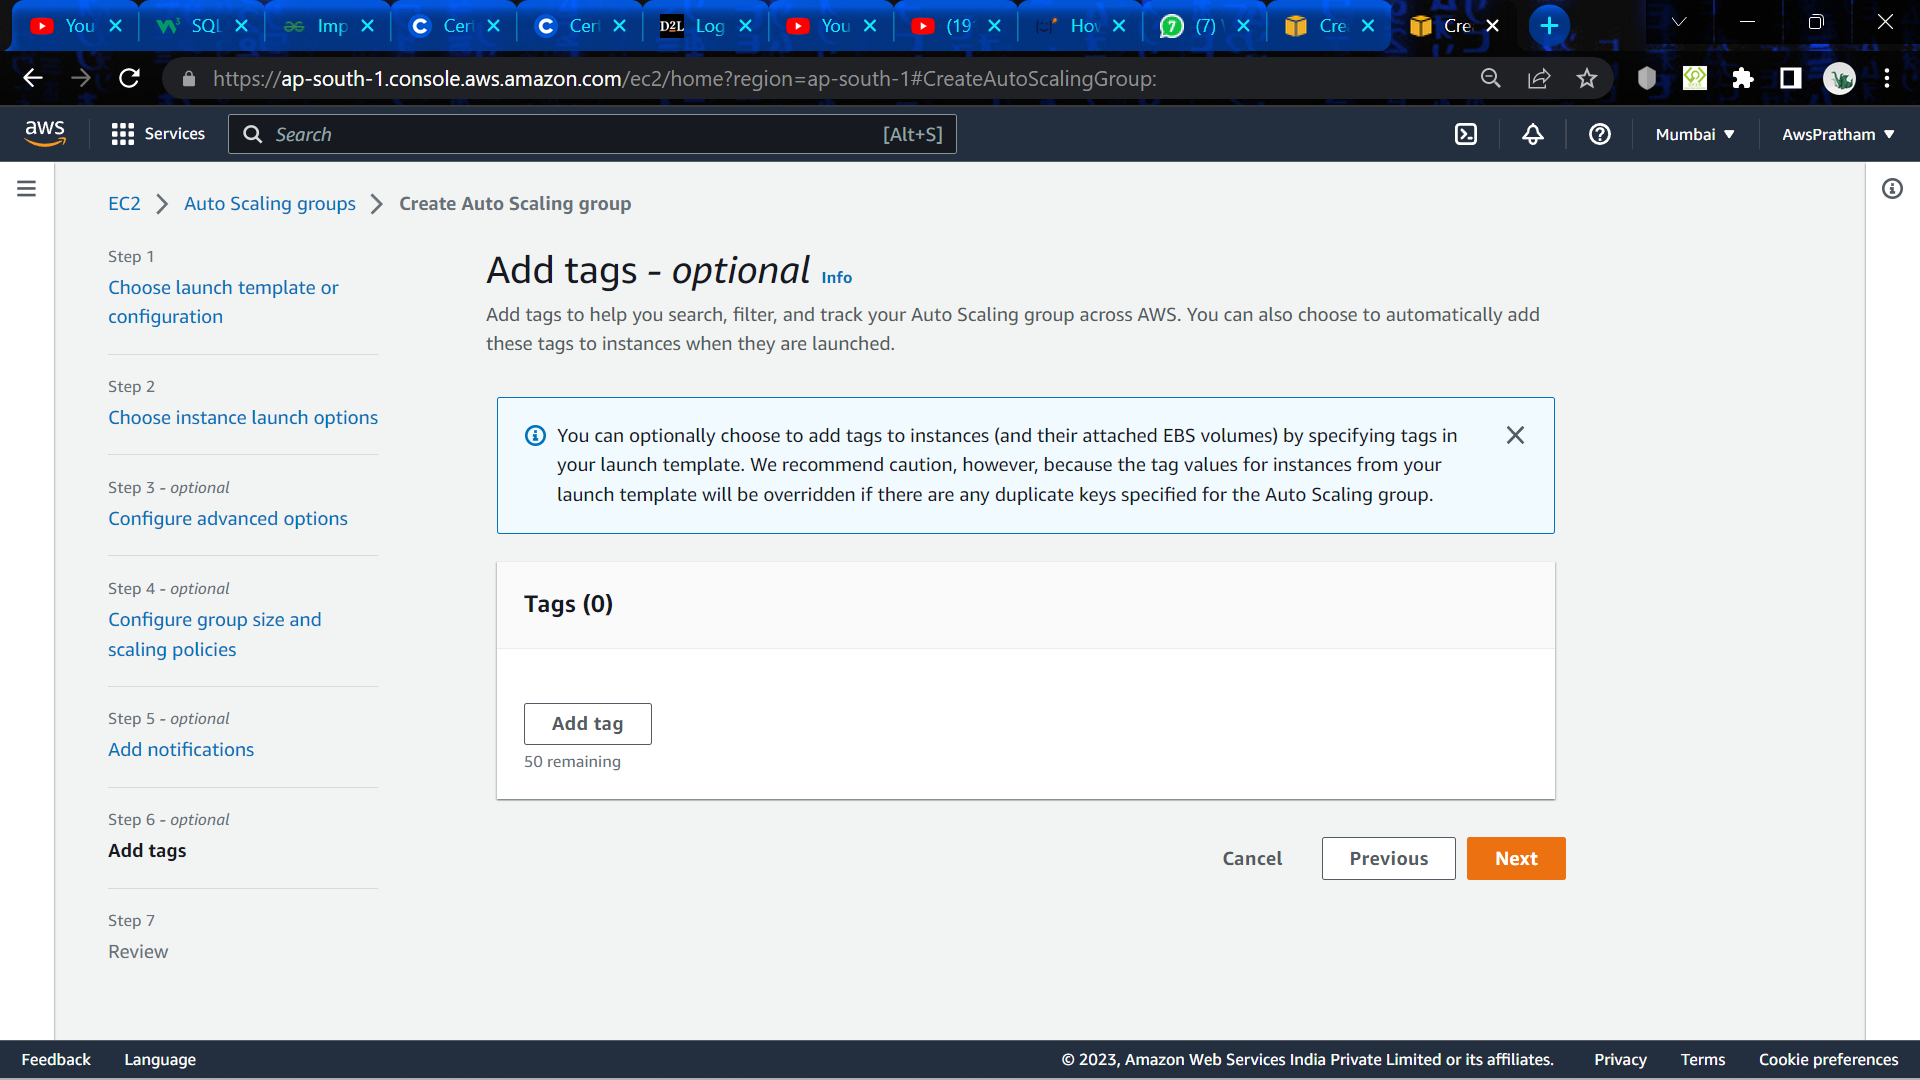 You
SQL
Imp
Cert
Cert
D2L Log
You
(19
How
7 (7)
Cre
Cre
https://ap-south-1.console.aws.amazon.com/ec2/home?region=ap-south-1#CreateAutoScalingGroup:
aws
Services
Search
[Alt+S]
Mumbai
AwsPratham
EC2
Auto Scaling groups
Create Auto Scaling group
Step 1
Choose launch template or
configuration
Step 2
Choose instance launch options
Step 3 - optional
Configure advanced options
Step 4 - optional
Configure group size and
scaling policies
Step 5 - optional
Add notifications
Step 6 - optional
Add tags
Step 7
Review
Add tags - optional Info
Add tags to help you search, filter, and track your Auto Scaling group across AWS. You can also choose to automatically add
these tags to instances when they are launched.
You can optionally choose to add tags to instances (and their attached EBS volumes) by specifying tags in
your launch template. We recommend caution, however, because the tag values for instances from your
launch template will be overridden if there are any duplicate keys specified for the Auto Scaling group.
Tags (0)
Add tag
50 remaining
Cancel
Previous
Next
Feedback
Language
© 2023, Amazon Web Services India Private Limited or its affiliates.
Privacy
Terms
Cookie preferences